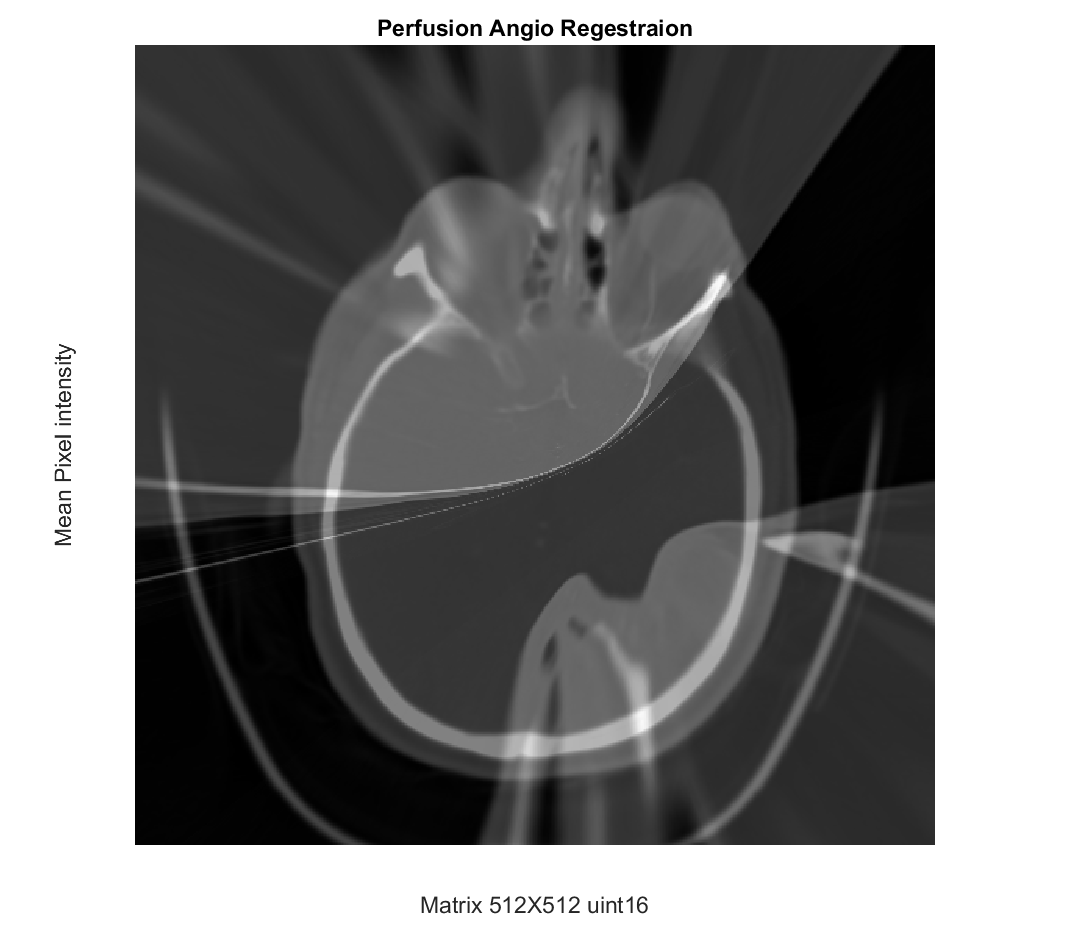 Perfusion Angio Regestraion
Mean Pixel intensity
Matrix 512X512 uint16